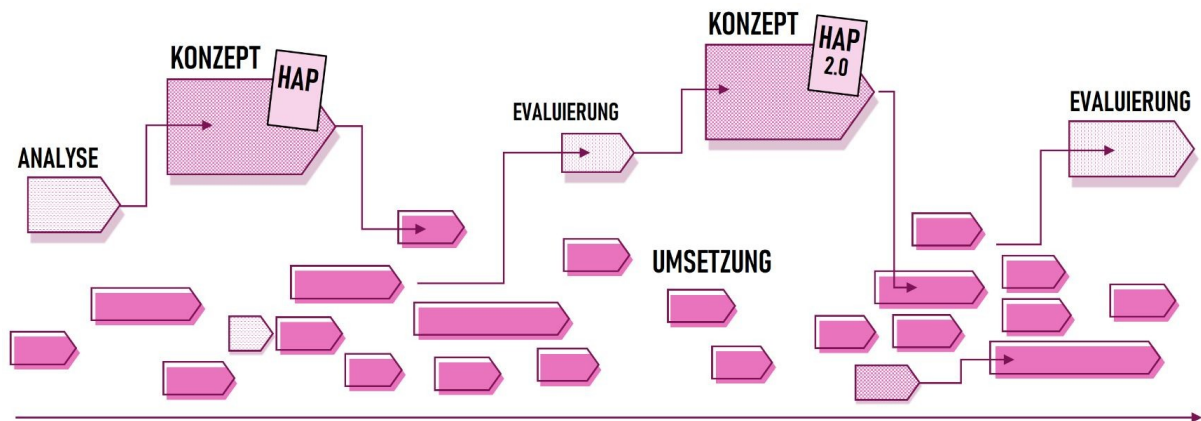 ANALYSE
KONZEPT
HAP
EVALUIERUNG
KONZEPT
HAP
2.0
EVALUIERUNG
UMSETZUNG